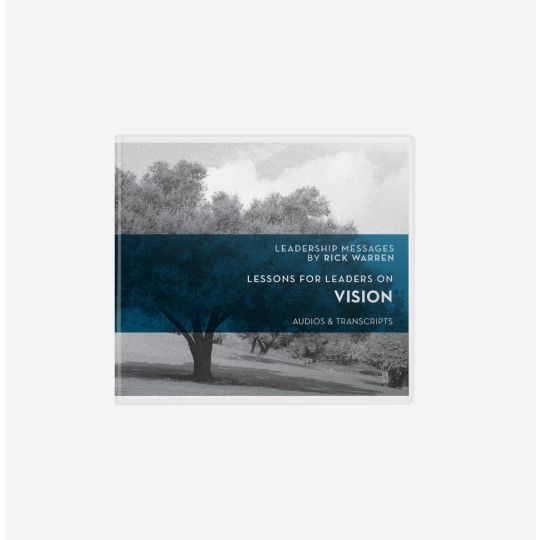 LEADERSHIP MESSAGES
BY RICK WARREN
LESSONS FOR LEADERS ON
VISION
AUDIOS & TRANSCRIPTS